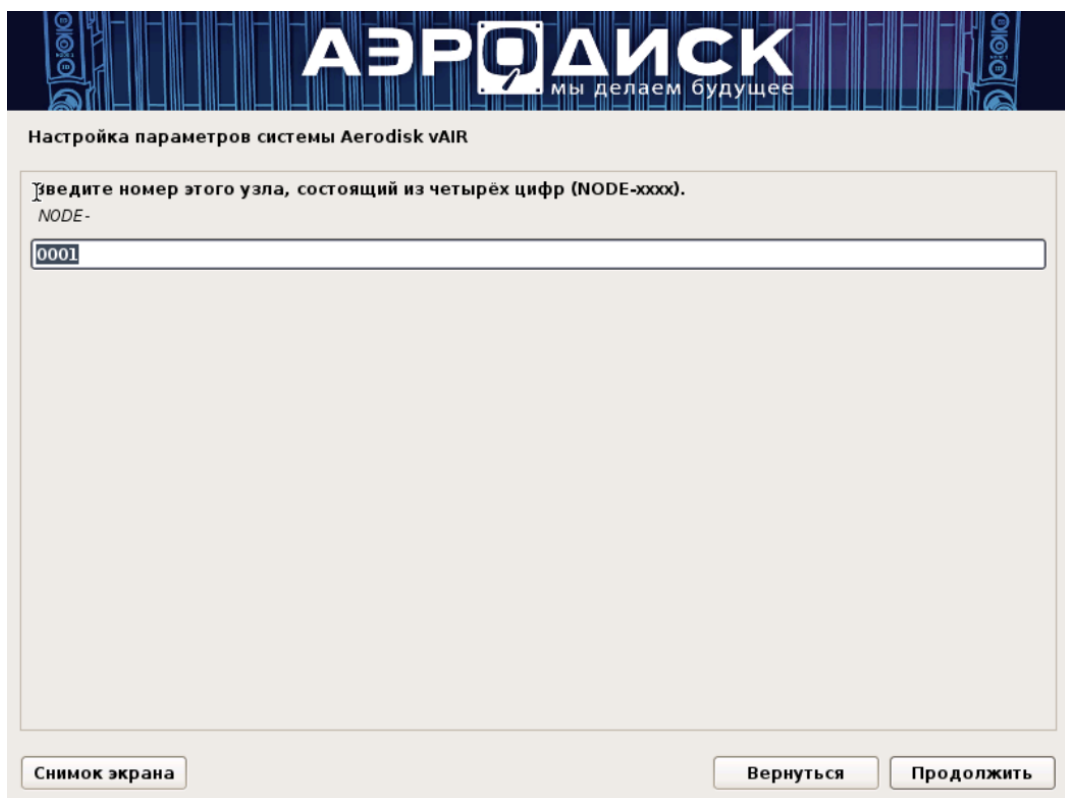 АЭРОДИСК
мы делаем будущее
Настройка параметров системы Aerodisk vAIR
Введите номер этого узла, состоящий из четырёх цифр (NODE-xxxx).
NODE-
0001
Снимок экрана
Вернуться
Продолжить